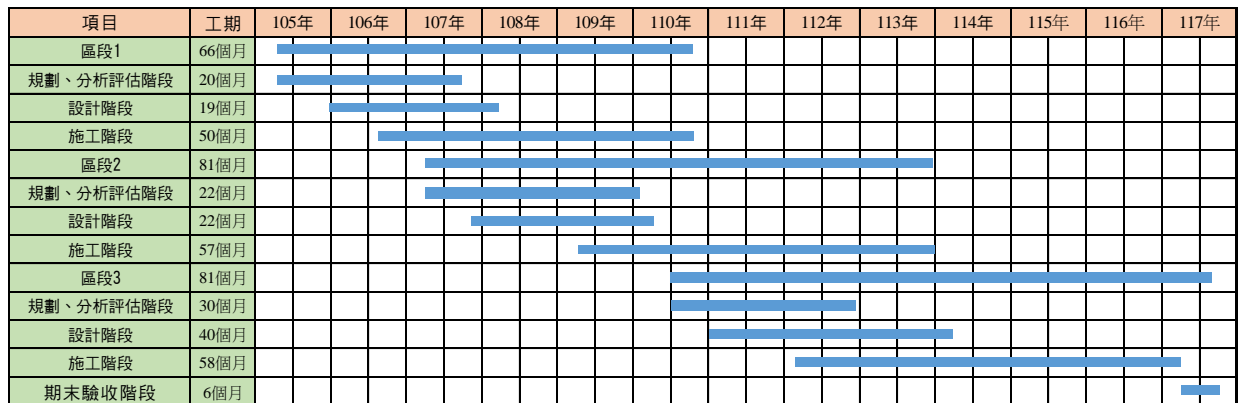 項目 工期 105年 106年 107年 108年 109年 110年 111年 112年 113年 114年 115年 116年 117年
區段1 66個月
規劃、分析評估階段 20個月
設計階段 19個月
施工階段 50個月
區段2 81個月
規劃、分析評估階段 22個月
設計階段 22個月
施工階段 57個月
區段3 81個月
規劃、分析評估階段 30個月
設計階段 40個月
施工階段 58個月
期末驗收階段 6個月